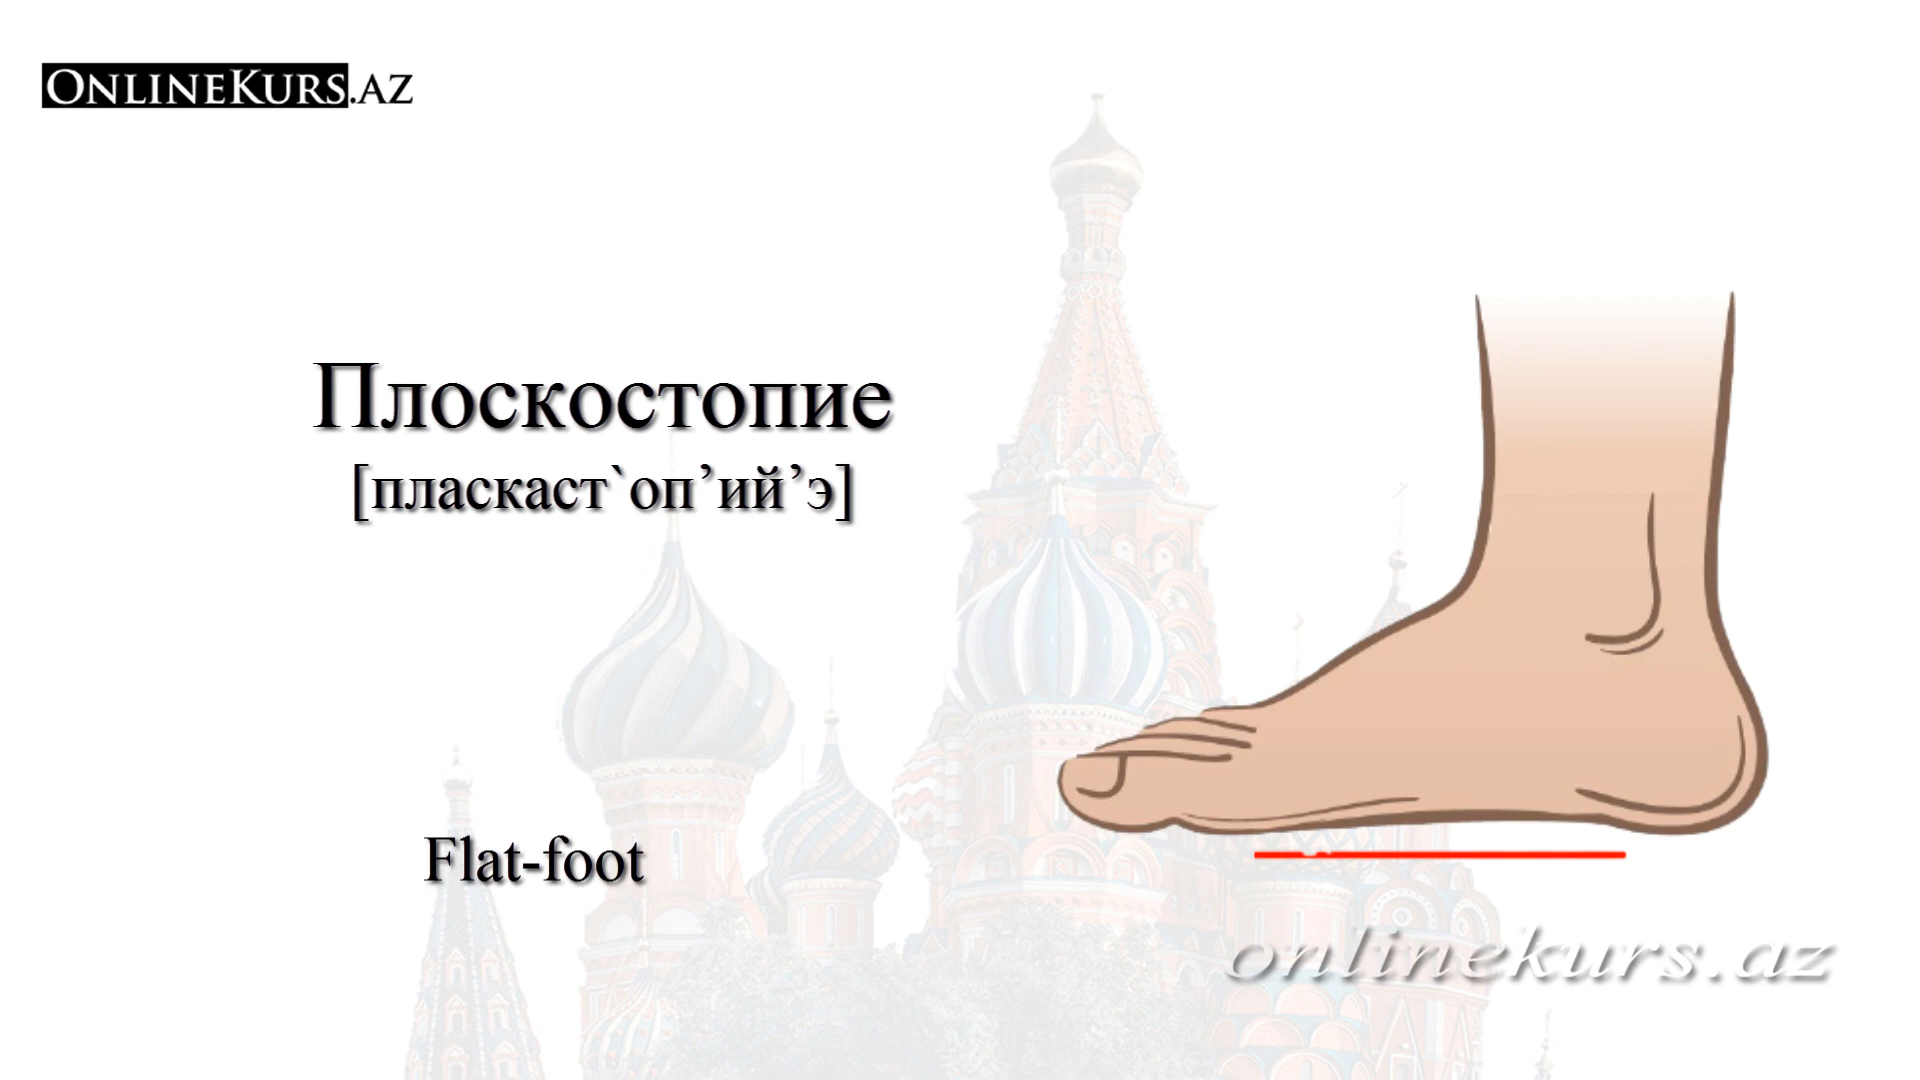 ONLINEKURS.AZ
Плоскостопие
[пласкаст`оп’ий’э]
Flat-foot
onlinekurs.az